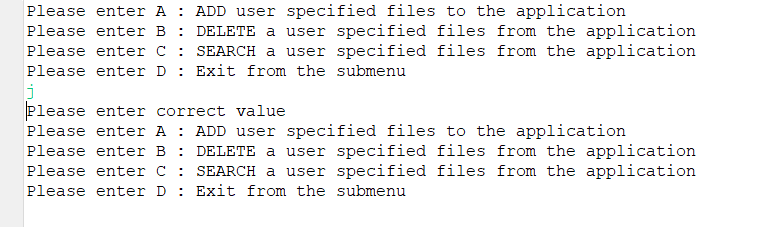 Please enter A : ADD user specified files to the application
Please enter B : DELETE a user specified files from the application
Please enter C : SEARCH a user specified files from the application
Please enter D : Exit from the submenu
j
Please enter correct value
Please enter A : ADD user specified files to the application
Please enter B : DELETE a user specified files from the application
Please enter C : SEARCH a user specified files from the application
Please enter D : Exit from the submenu